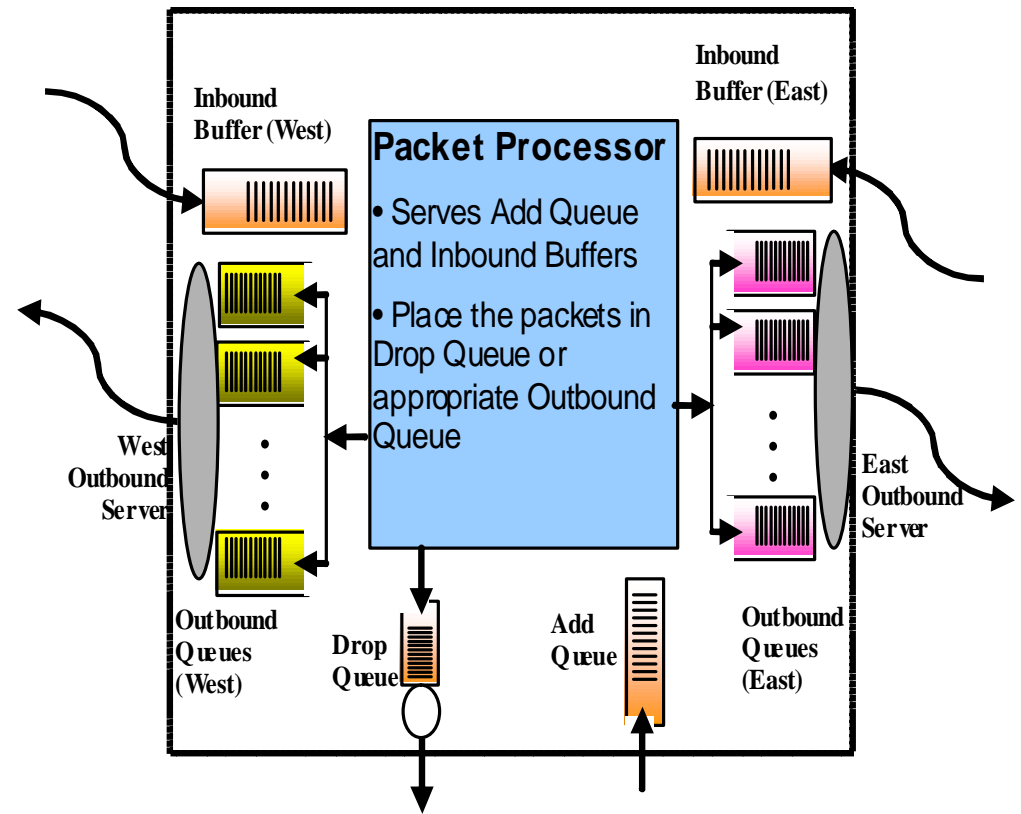 Inbound
Buffer (West)
Inbound
Buffer (East)
Packet Processor
• Serves Add Queue
and Inbound Buffers
• Place the packets in
Drop Queue or
appropriate Outbound
Queue
West
Outbound
Server
East
Outbound
Server
Outbound
Queues
(West)
Drop
Queue
Add
Queue
Outbound
Queues
(East)